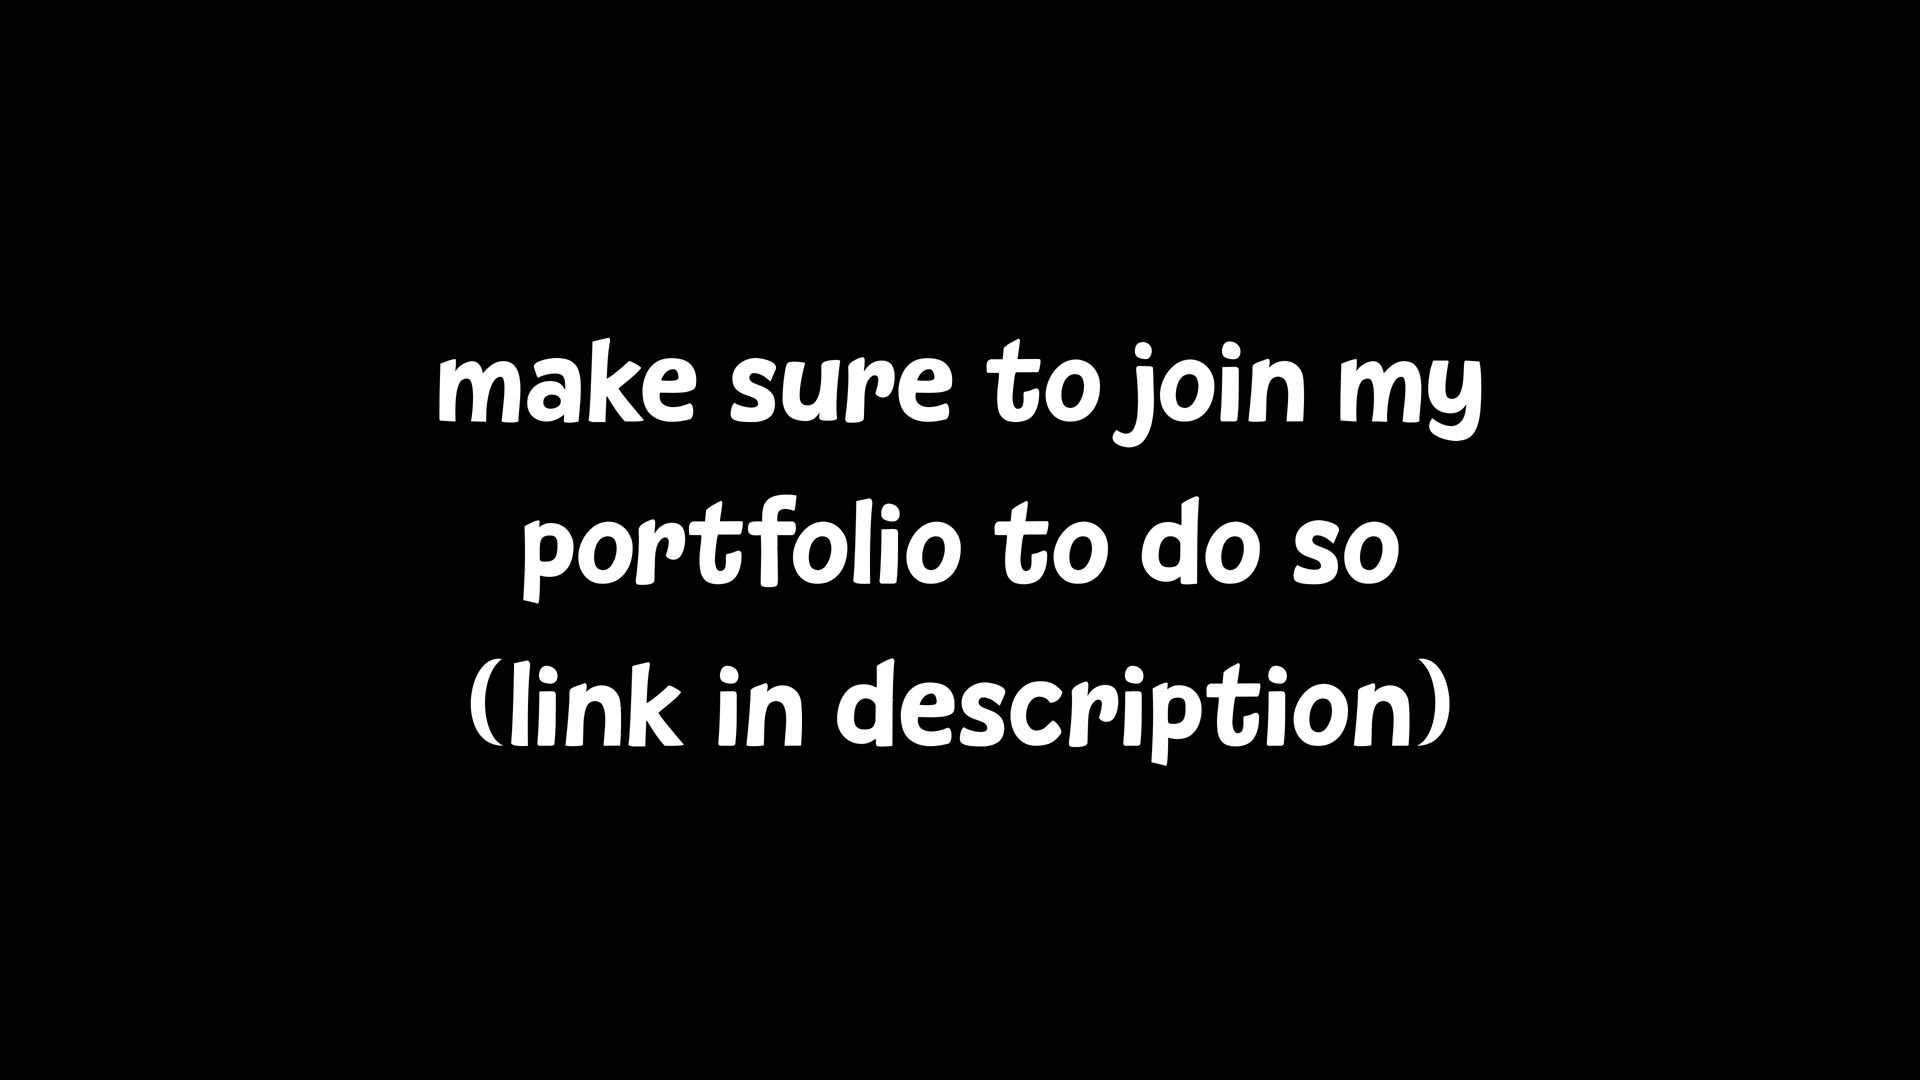 make sure to join my
portfolio to do so
(link in description)